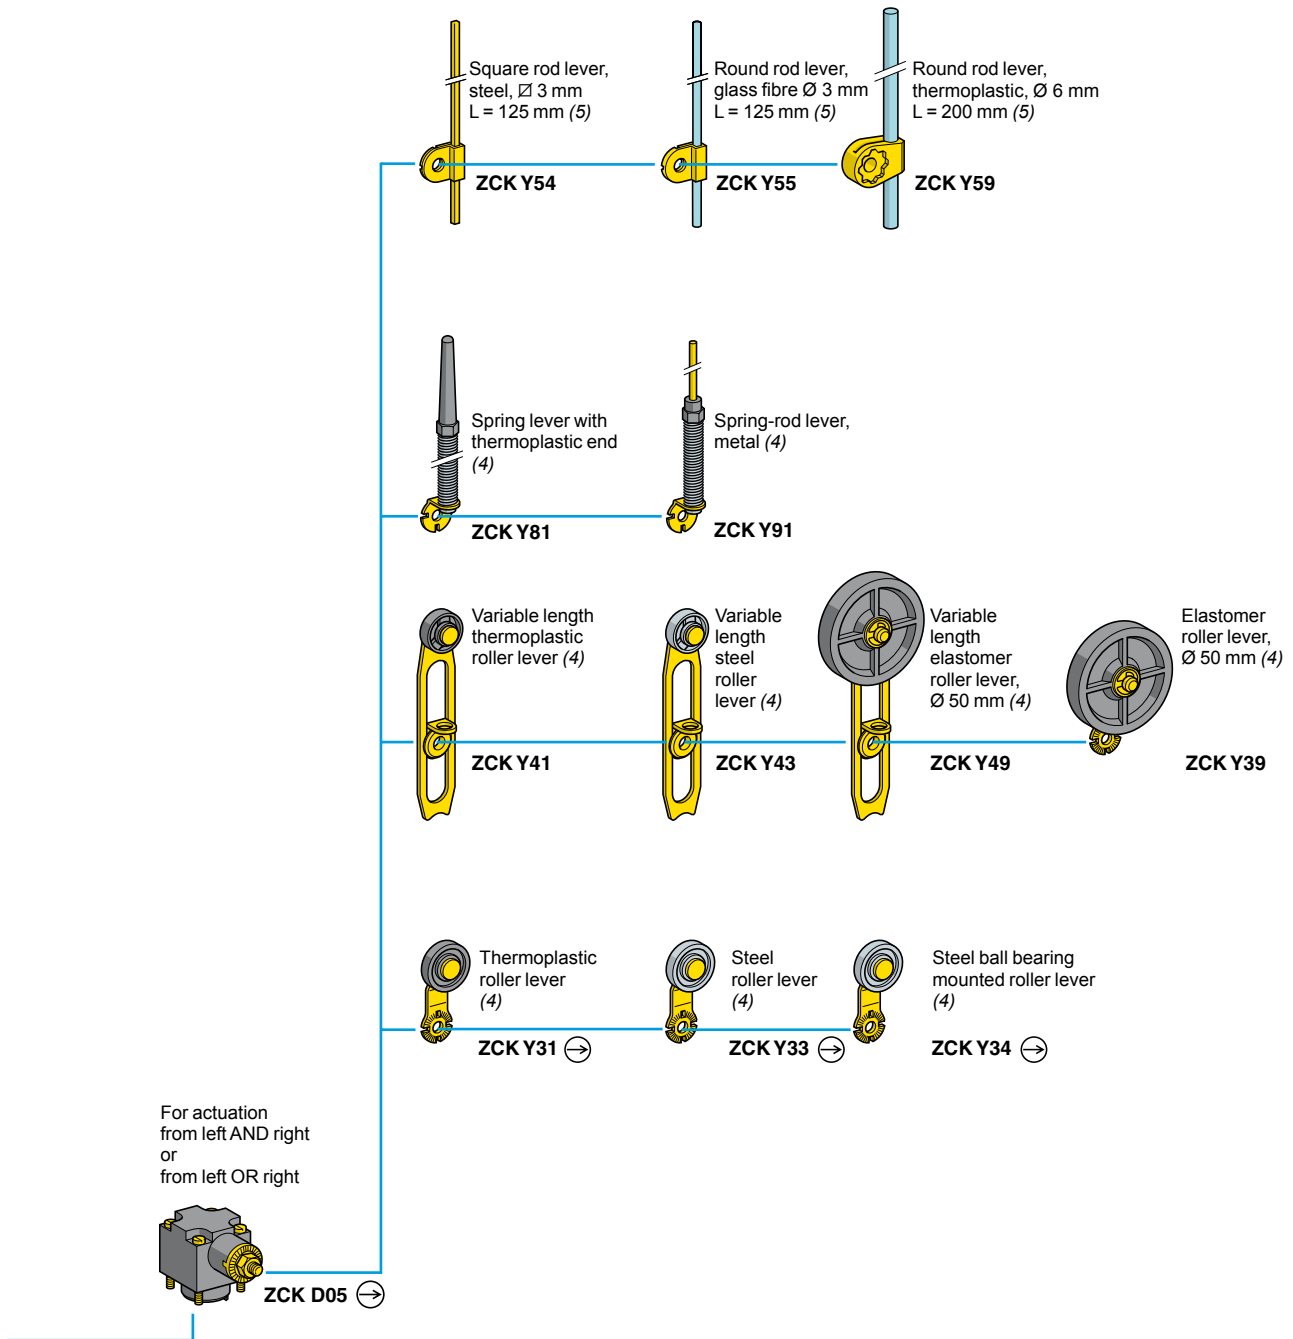 Square rod lever,
steel, ⌀ 3 mm
L = 125 mm (5)
ZCK Y54
Round rod lever,
glass fibre Ø 3 mm
L = 125 mm (5)
ZCK Y55
Round rod lever,
thermoplastic, Ø 6 mm
L = 200 mm (5)
ZCK Y59
Spring lever with
thermoplastic end
(4)
ZCK Y81
Spring-rod lever,
metal (4)
ZCK Y91
Variable length
thermoplastic
roller lever (4)
ZCK Y41
Variable
length
steel
roller
lever (4)
ZCK Y43
Variable
length
elastomer
roller lever,
Ø 50 mm (4)
ZCK Y49
Elastomer
roller lever,
Ø 50 mm (4)
ZCK Y39
Thermoplastic
roller lever
(4)
ZCK Y31
Steel
roller lever
(4)
ZCK Y33
Steel ball bearing
mounted roller lever
(4)
ZCK Y34
For actuation
from left AND right
or
from left OR right
ZCK D05